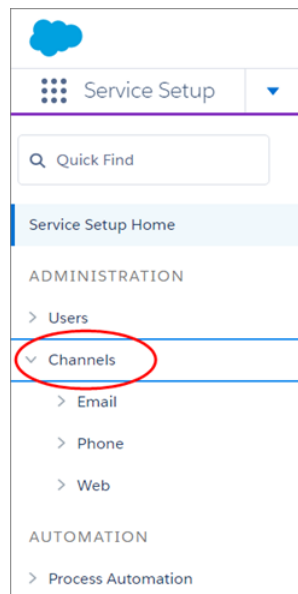 Service Setup
Quick Find
Service Setup Home
ADMINISTRATION
Users
Channels
Email
Phone
Web
AUTOMATION
Process Automation